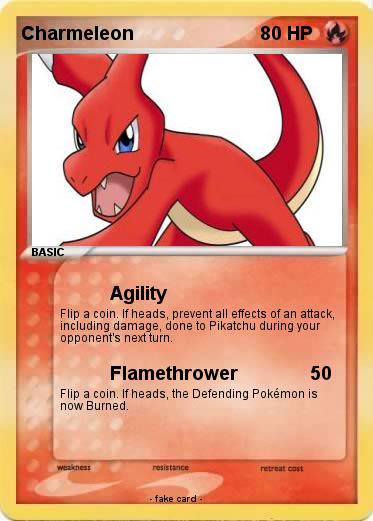 Charmeleon 80 HP
BASIC
Agility
Flip a coin. If heads, prevent all effects of an attack,
including damage, done to Pikatchu during your
opponent's next turn.
Flamethrower 50
Flip a coin. If heads, the Defending Pokémon is
now Burned.
weakness resistance retreat cost
- fake card -